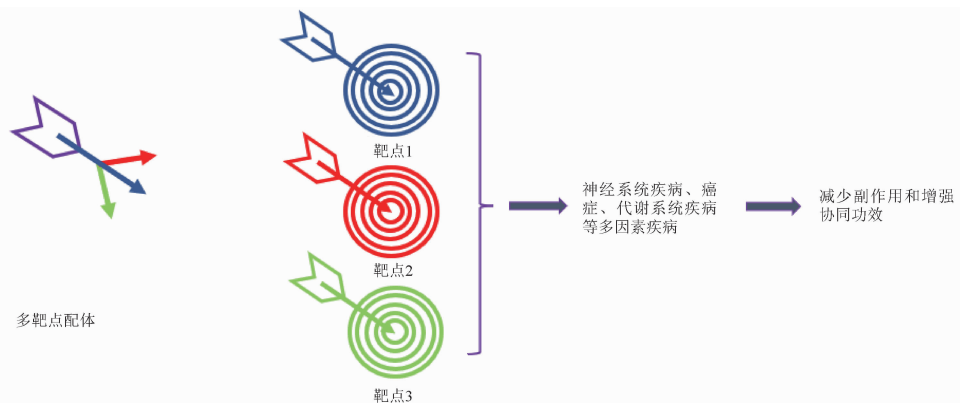 靶点1
神经系统疾病、癌
症、代谢系统疾病
等多因素疾病
减少副作用和增强
协同功效
靶点2
多靶点配体
靶点3